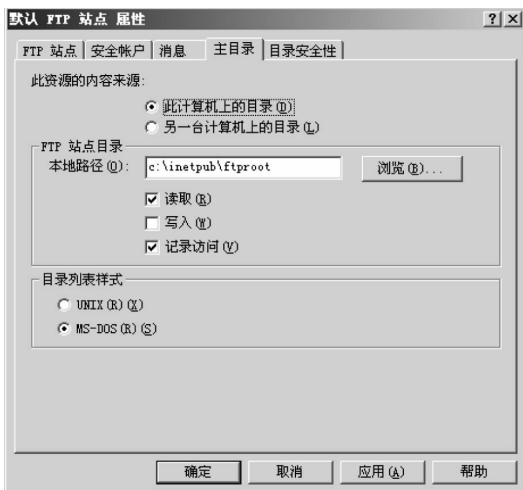 默认 FTP 站点 属性
FTP 站点 安全帐户 消息 主目录 目录安全性
此资源的内容来源:
此计算机上的目录(D)
另一台计算机上的目录(L)
FTP 站点目录
本地路径(O): c:\inetpub\ftproot 浏览(B)...
读取(R)
写入(W)
记录访问(V)
目录列表样式
UNIX(R)(X)
MS-DOS(R)(S)
确定 取消 应用(A) 帮助